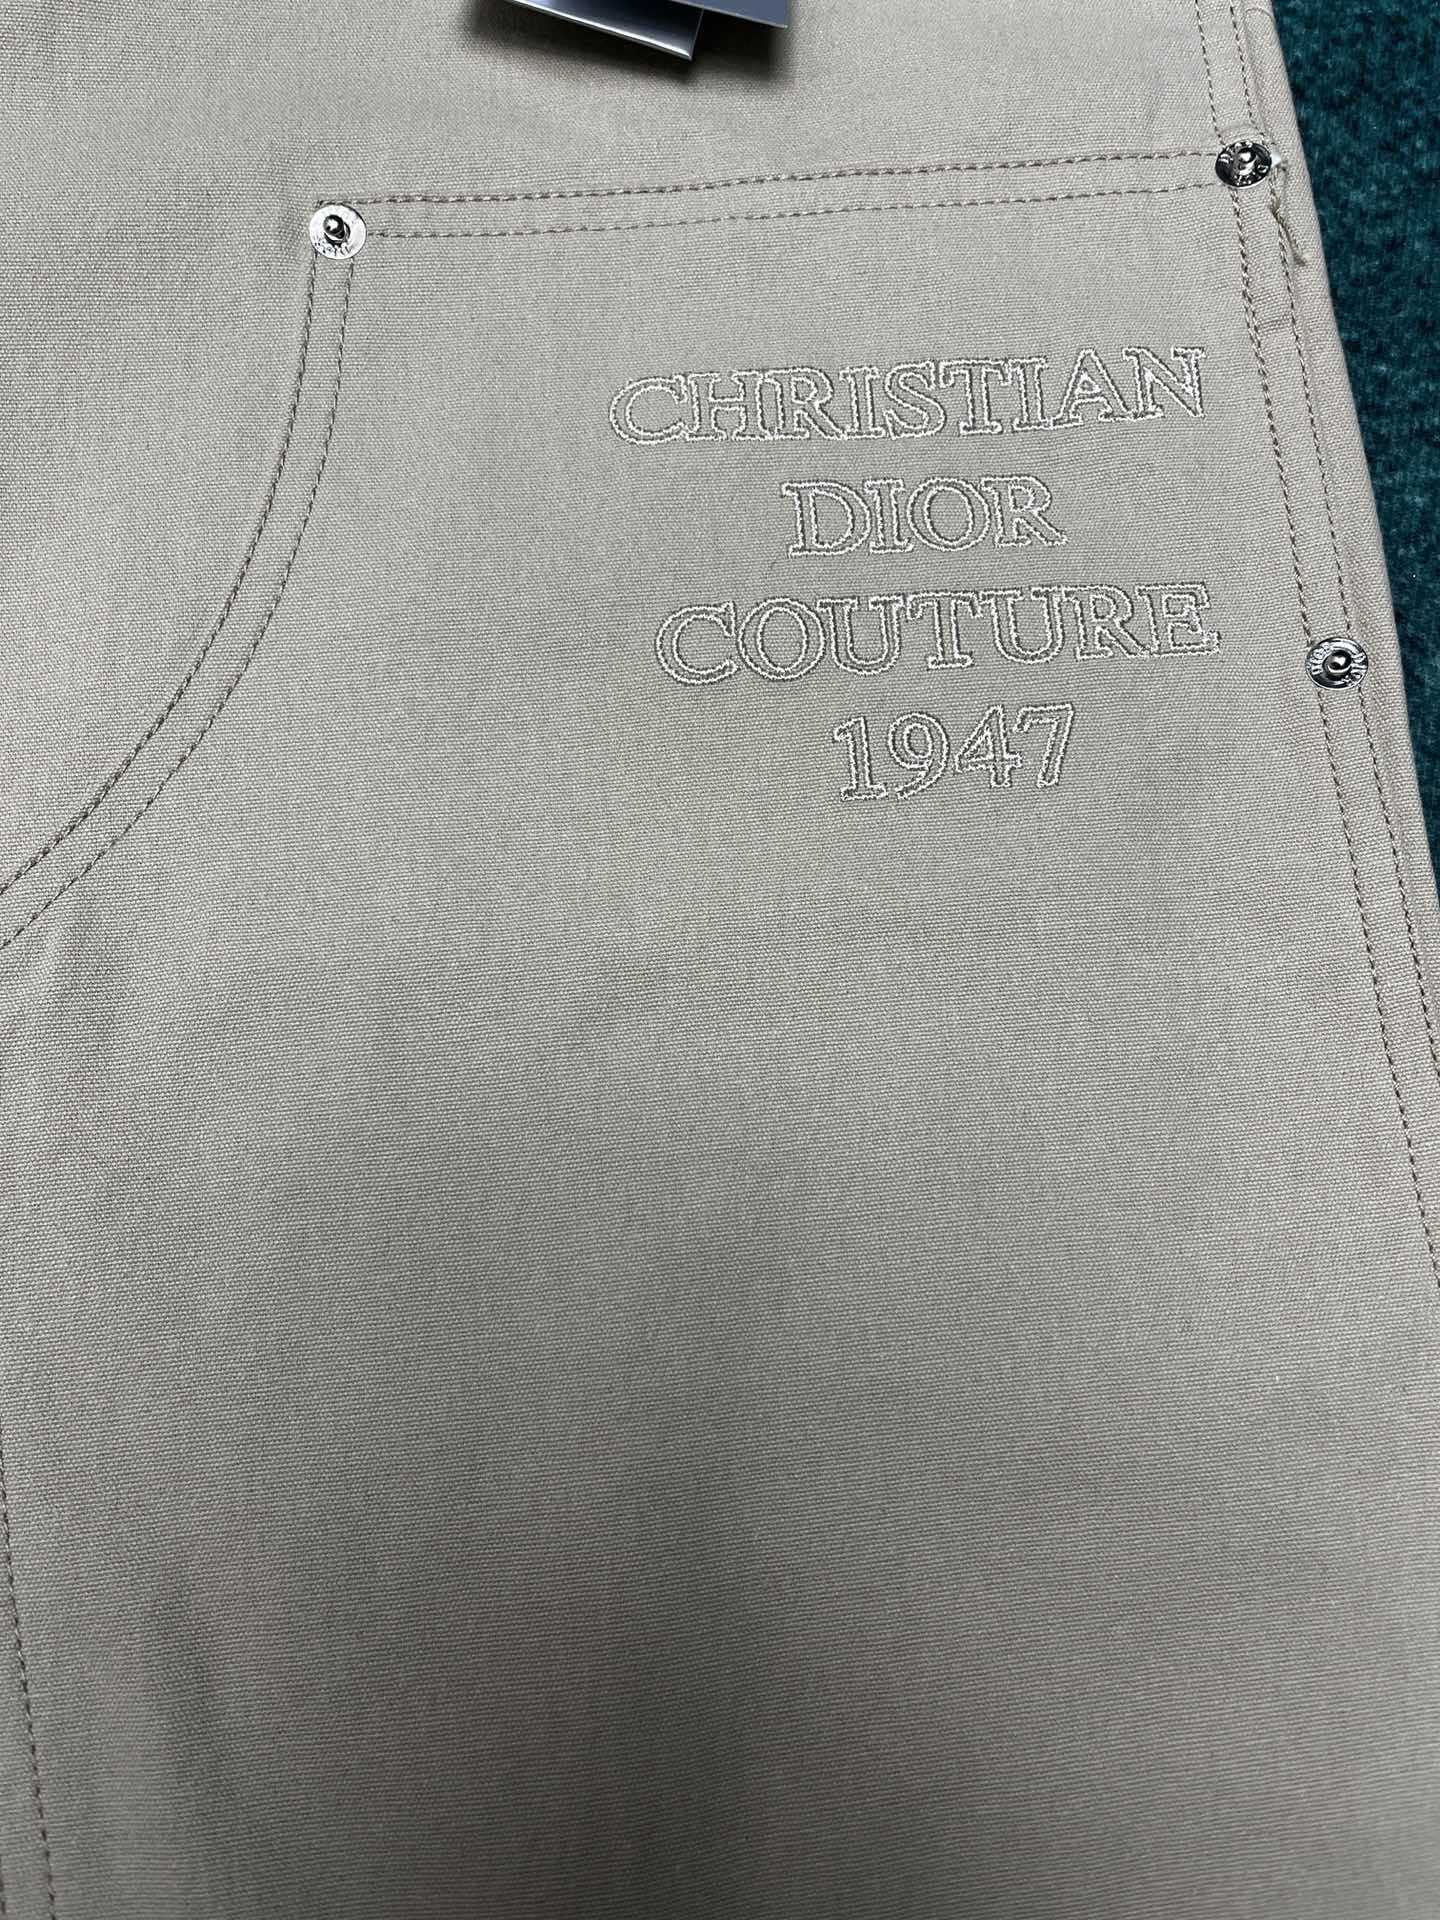 CHRISTIAN
DIOR
COUTURE
1947